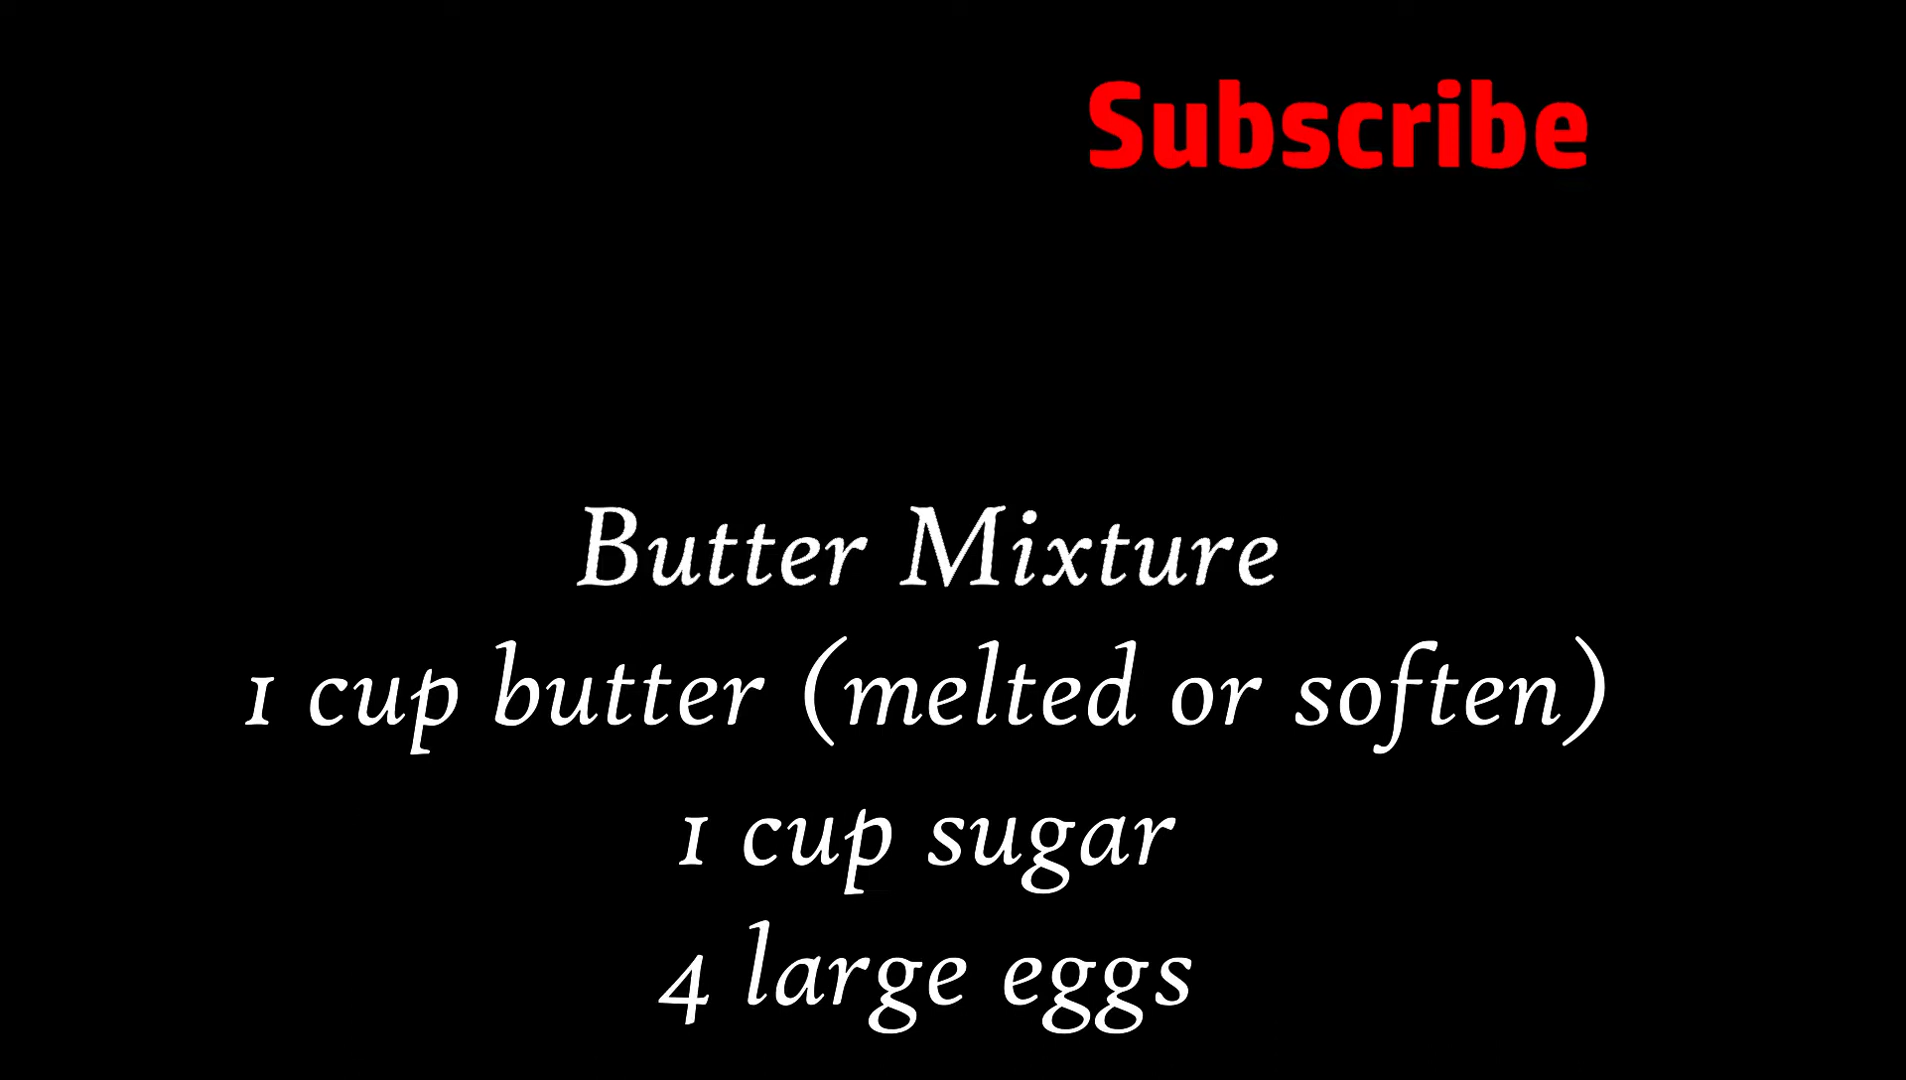 Subscribe
Butter Mixture
1 cup butter (melted or soften)
1 cup sugar
4 large eggs